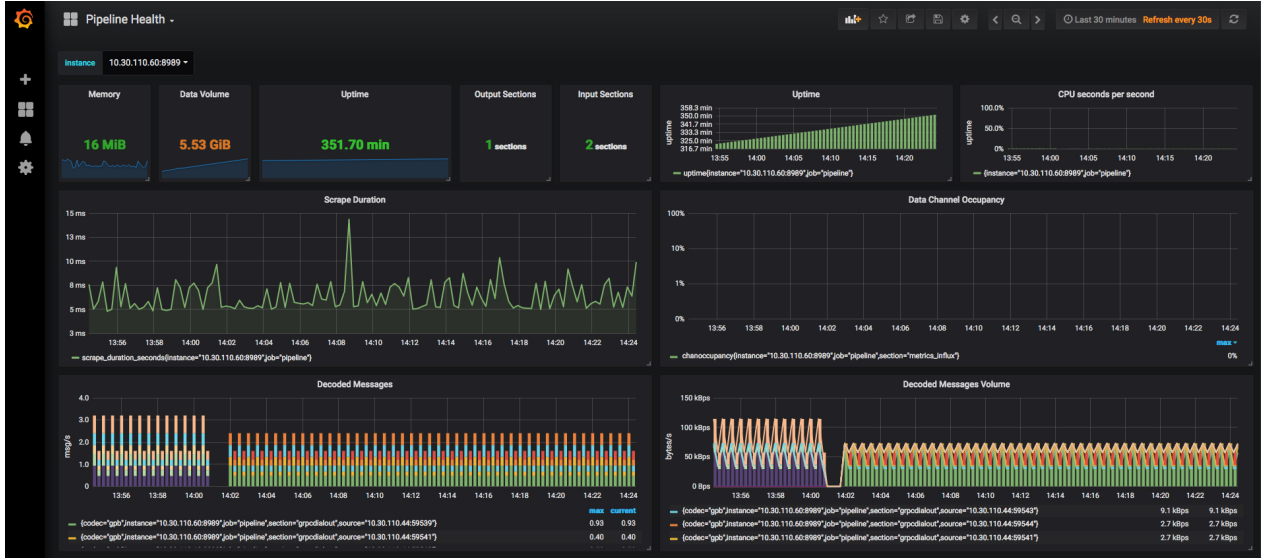 Pipeline Health
Last 30 minutes Refresh every 30s
instance 10.30.110.60:8989
Memory
16 MiB
Data Volume
5.53 GiB
Uptime
351.70 min
Output Sections
1 sections
Input Sections
2 sections
Uptime
uptime
358.3 min
350.0 min
341.7 min
333.3 min
325.0 min
316.7 min
13:55 14:00 14:05 14:10 14:15 14:20
uptime{instance="10.30.110.60:8989",job="pipeline"}
CPU seconds per second
uptime
100.0%
50.0%
0%
13:55 14:00 14:05 14:10 14:15 14:20
{instance="10.30.110.60:8989",job="pipeline"}
Scrape Duration
15 ms
13 ms
10 ms
8 ms
5 ms
3 ms
13:56 13:58 14:00 14:02 14:04 14:06 14:08 14:10 14:12 14:14 14:16 14:18 14:20 14:22 14:24
scrape_duration_seconds{instance="10.30.110.60:8989",job="pipeline"}
Data Channel Occupancy
100%
10%
1%
0%
13:56 13:58 14:00 14:02 14:04 14:06 14:08 14:10 14:12 14:14 14:16 14:18 14:20 14:22 14:24
max
chanoccupancy{instance="10.30.110.60:8989",job="pipeline",section="metrics_influx"} 0%
Decoded Messages
msg/s
4.0
3.0
2.0
1.0
0
13:56 13:58 14:00 14:02 14:04 14:06 14:08 14:10 14:12 14:14 14:16 14:18 14:20 14:22 14:24
max current
{codec="gpb",instance="10.30.110.60:8989",job="pipeline",section="grpcdialout",source="10.30.110.44:59539"} 0.93 0.93
{codec="gpb",instance="10.30.110.60:8989",job="pipeline",section="grpcdialout",source="10.30.110.44:59541"} 0.40 0.40
Decoded Messages Volume
bytes/s
150 kBps
100 kBps
50 kBps
0 Bps
13:56 13:58 14:00 14:02 14:04 14:06 14:08 14:10 14:12 14:14 14:16 14:18 14:20 14:22 14:24
{codec="gpb",instance="10.30.110.60:8989",job="pipeline",section="grpcdialout",source="10.30.110.44:59543"} 9.1 kBps 9.1 kBps
{codec="gpb",instance="10.30.110.60:8989",job="pipeline",section="grpcdialout",source="10.30.110.44:59544"} 2.7 kBps 2.7 kBps
{codec="gpb",instance="10.30.110.60:8989",job="pipeline",section="grpcdialout",source="10.30.110.44:59541"} 2.7 kBps 2.7 kBps